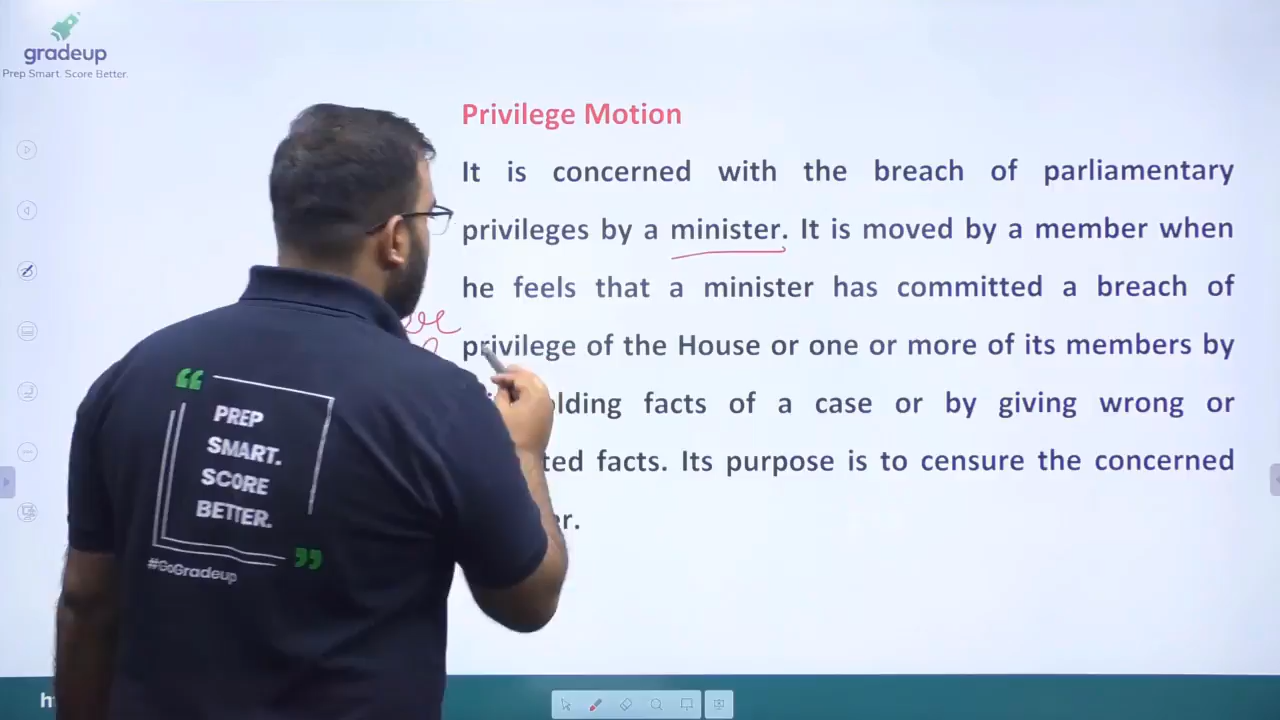 gradeup
Prep Smart. Score Better.
Privilege Motion
It is concerned with the breach of parliamentary
privileges by a minister. It is moved by a member when
he feels that a minister has committed a breach of
privilege of the House or one or more of its members by
facts of a case or by giving wrong or
facts. Its purpose is to censure the concerned
PREP
SMART.
SCORE
BETTER.
#GoGradeup